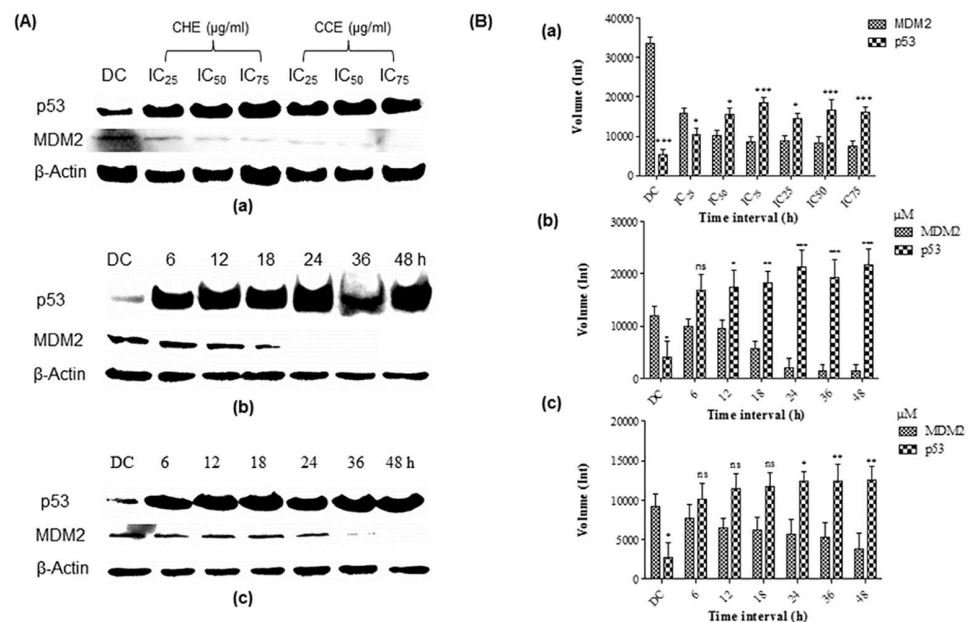 (A)
CHE (µg/ml) CCE (µg/ml)
DC IC25 IC50 IC75 IC25 IC50 IC75
p53
MDM2
β-Actin
(a)
DC 6 12 18 24 36 48 h
p53
MDM2
β-Actin
(b)
DC 6 12 18 24 36 48 h
p53
MDM2
β-Actin
(c)
(B)
(a)
MDM2
p53
Volume (Int)
40000
30000
20000
10000
0
*** * * *** * *** ***
DC IC25 IC50 IC75 IC25 IC50 IC75
Time interval (h)
(b)
µM
MDM2
p53
Volume (Int)
30000
20000
10000
0
* ns * ** *** *** ***
DC 6 12 18 24 36 48
Time interval (h)
(c)
µM
MDM2
p53
Volume (Int)
20000
15000
10000
5000
0
* ns ns ns * ** **
DC 6 12 18 24 36 48
Time interval (h)